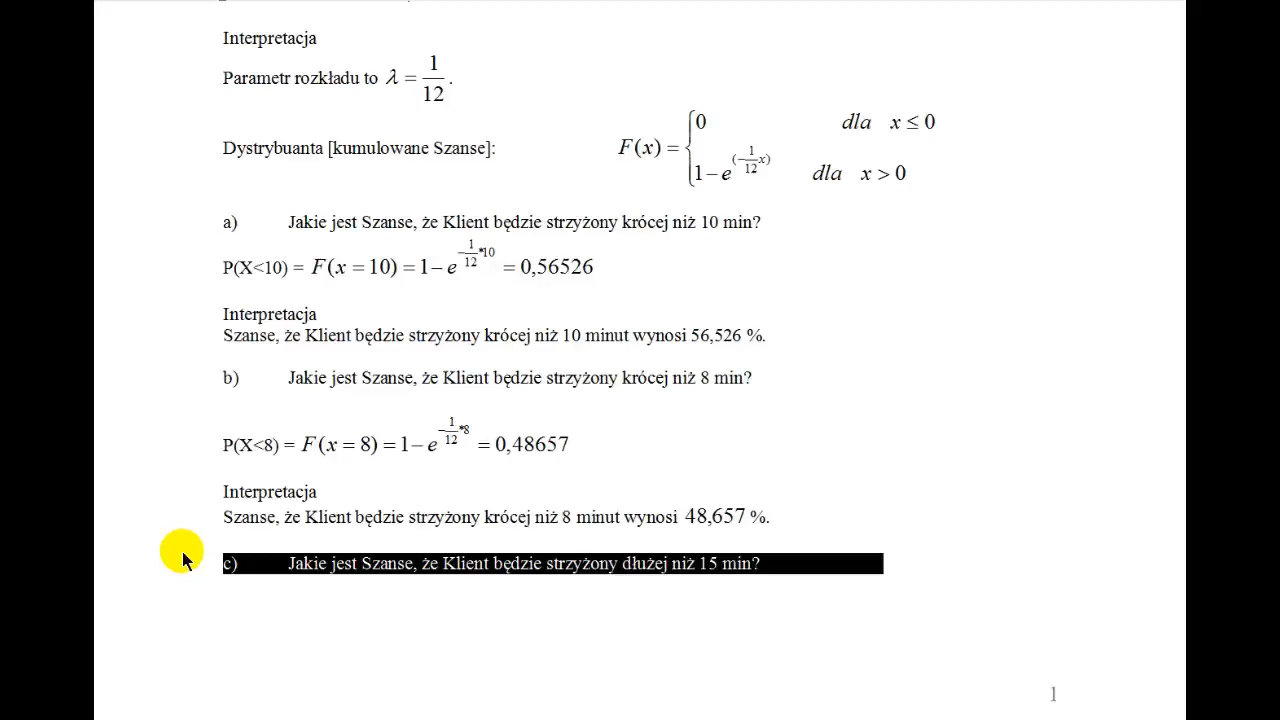 Interpretacja
Parametr rozkładu to λ = 1/12 .
Dystrybuanta [kumulowane Szanse]: F(x) = { 0 dla x ≤ 0
1 − e^(−1/12 x) dla x > 0
a) Jakie jest Szanse, że Klient będzie strzyżony krócej niż 10 min?
P(X<10) = F(x = 10) = 1 − e^−1/12*10 = 0,56526
Interpretacja
Szanse, że Klient będzie strzyżony krócej niż 10 minut wynosi 56,526 %.
b) Jakie jest Szanse, że Klient będzie strzyżony krócej niż 8 min?
P(X<8) = F(x = 8) = 1 − e^−1/12*8 = 0,48657
Interpretacja
Szanse, że Klient będzie strzyżony krócej niż 8 minut wynosi 48,657 %.
c) Jakie jest Szanse, że Klient będzie strzyżony dłużej niż 15 min?
1